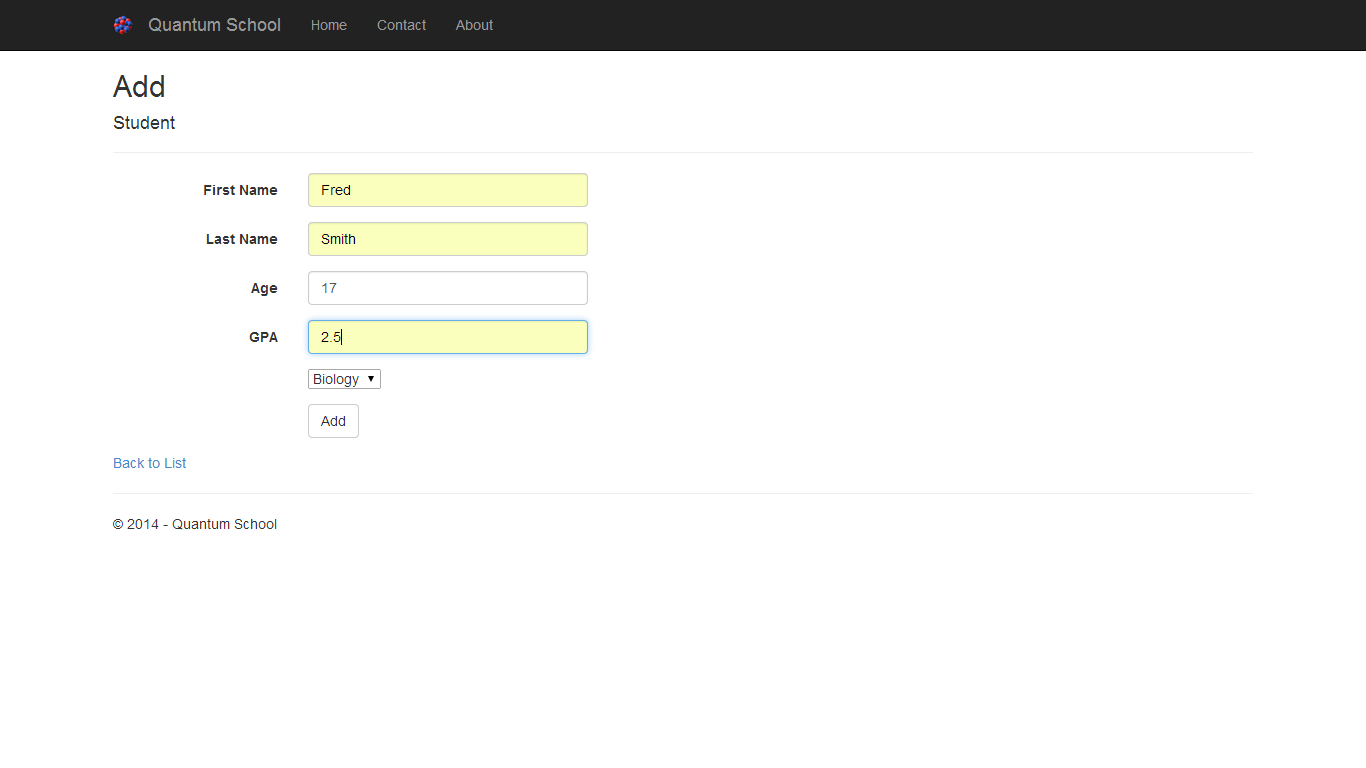 Quantum School Home Contact About
Add
Student
First Name Fred
Last Name Smith
Age 17
GPA 2.5
Biology
Add
Back to List
© 2014 - Quantum School